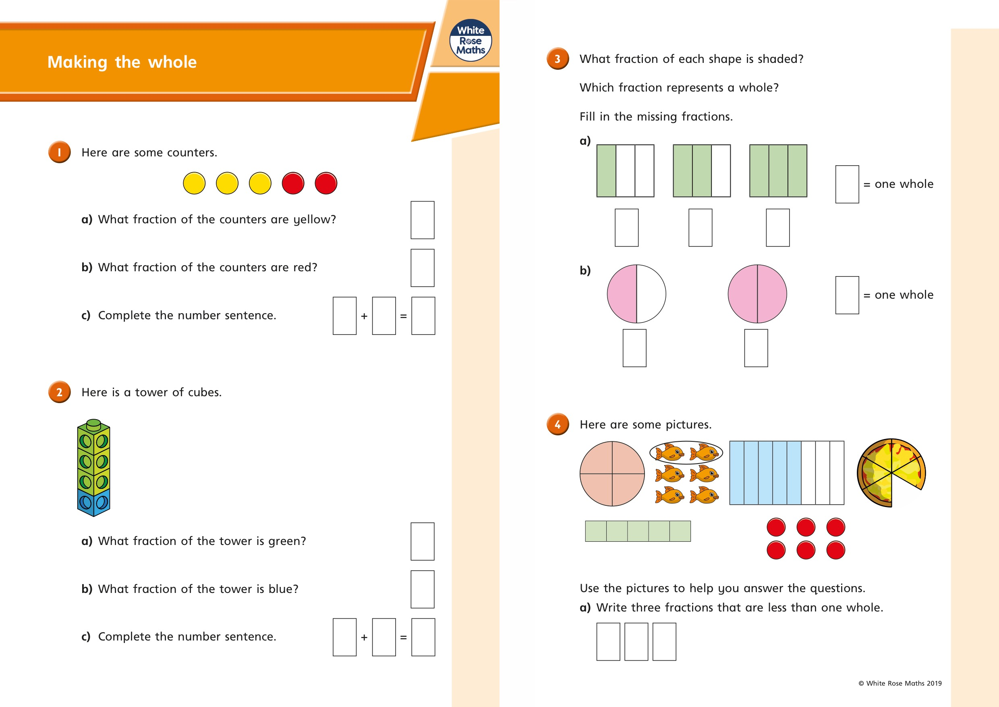 Making the whole
White
Rose
Maths
1 Here are some counters.
a) What fraction of the counters are yellow?
b) What fraction of the counters are red?
c) Complete the number sentence. + =
2 Here is a tower of cubes.
a) What fraction of the tower is green?
b) What fraction of the tower is blue?
c) Complete the number sentence. + =
3 What fraction of each shape is shaded?
Which fraction represents a whole?
Fill in the missing fractions.
a)
= one whole
b)
= one whole
4 Here are some pictures.
Use the pictures to help you answer the questions.
a) Write three fractions that are less than one whole.
© White Rose Maths 2019